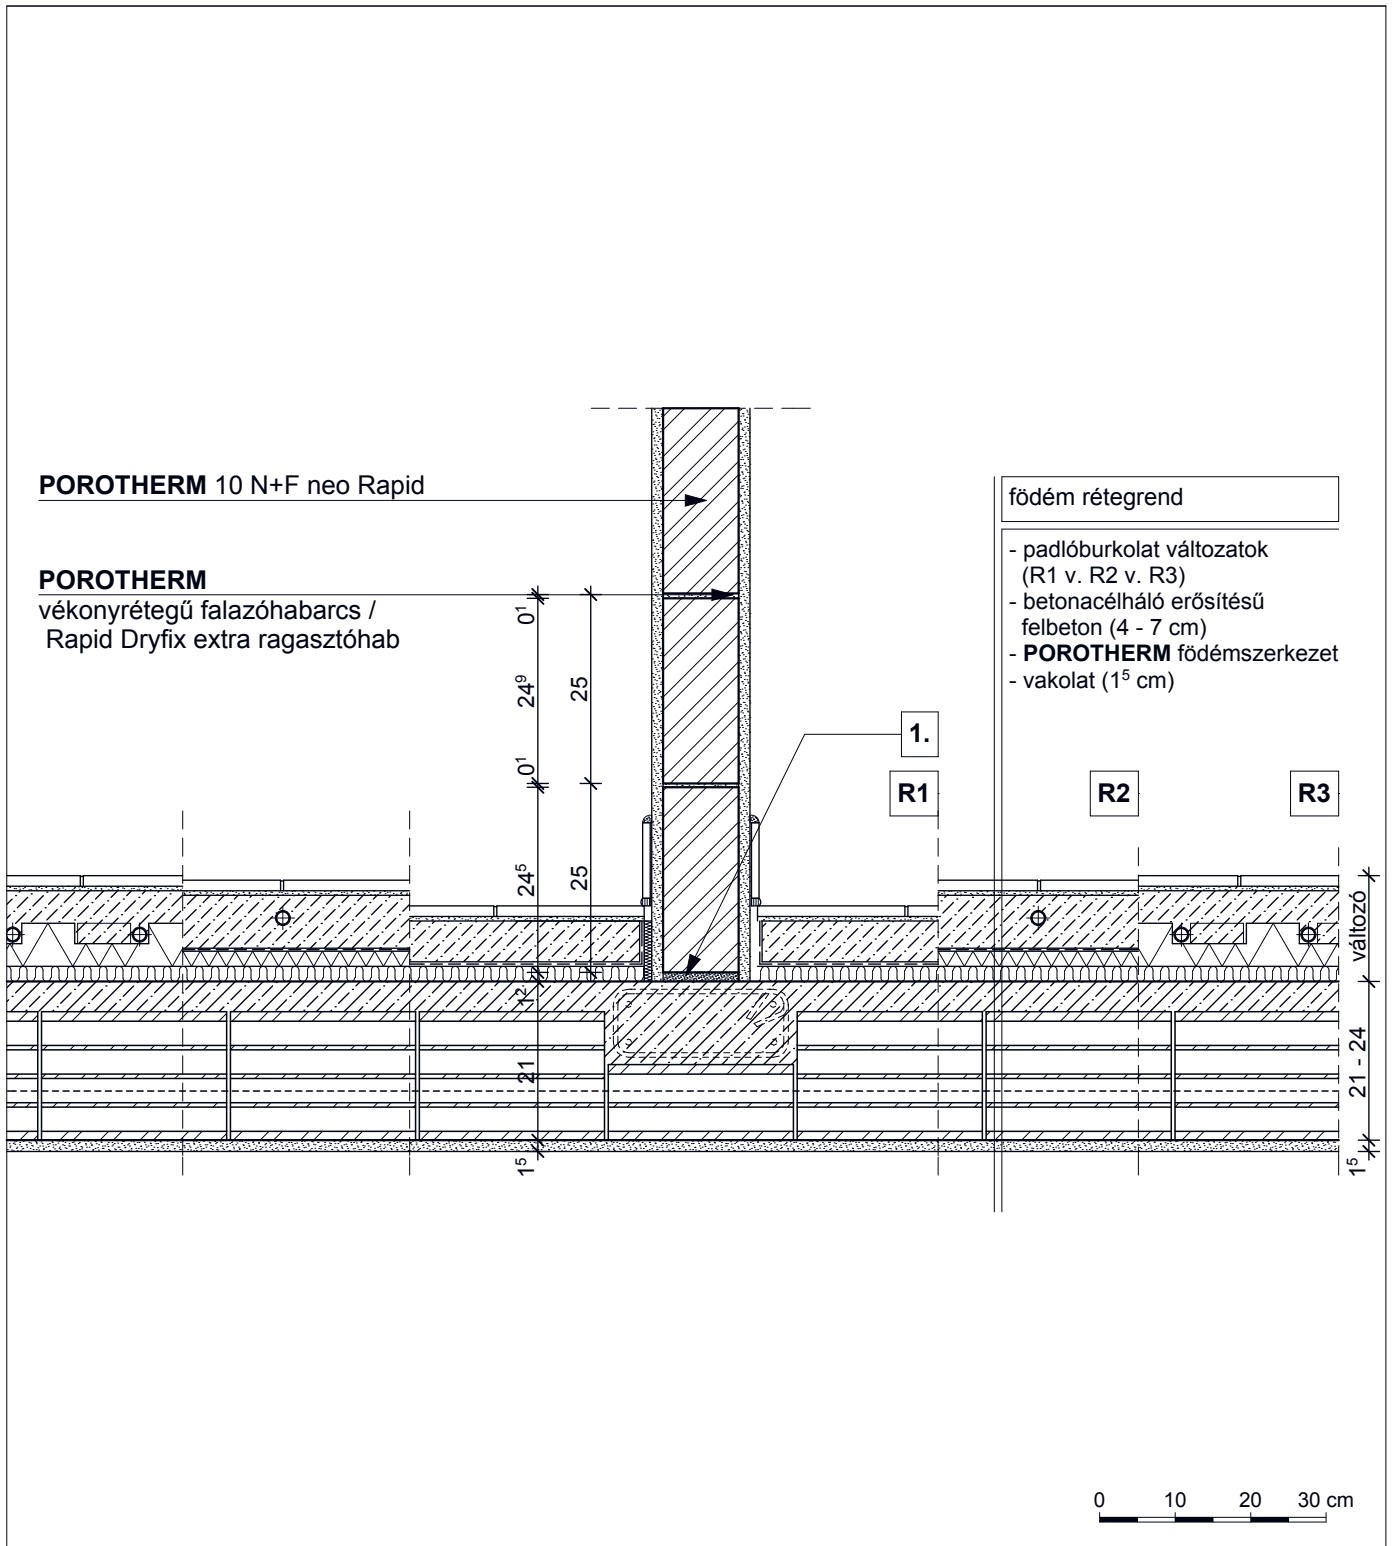 POROTHERM 10 N+F neo Rapid
POROTHERM
vékonyrétegű falazóhabarcs /
Rapid Dryfix extra ragasztóhab
födém rétegrend
- padlóburkolat változatok
(R1 v. R2 v. R3)
- betonacélháló erősítésű
felbeton (4 - 7 cm)
- POROTHERM födémszerkezet
- vakolat (1⁵ cm)
1.
R1
R2
R3
0¹
24⁹
25
0¹
24⁵
25
1²
21
1⁵
változó
21 - 24
1⁵
0 10 20 30 cm